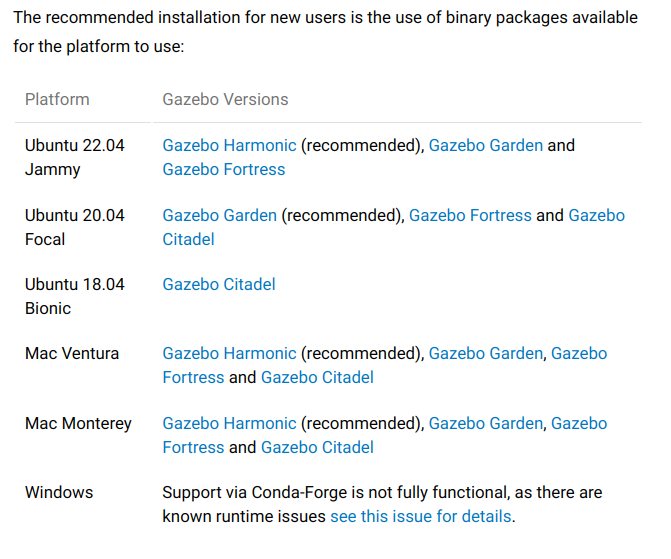 The recommended installation for new users is the use of binary packages available
for the platform to use:
Platform Gazebo Versions
Ubuntu 22.04 Gazebo Harmonic (recommended), Gazebo Garden and
Jammy Gazebo Fortress
Ubuntu 20.04 Gazebo Garden (recommended), Gazebo Fortress and Gazebo
Focal Citadel
Ubuntu 18.04 Gazebo Citadel
Bionic
Mac Ventura Gazebo Harmonic (recommended), Gazebo Garden, Gazebo
Fortress and Gazebo Citadel
Mac Monterey Gazebo Harmonic (recommended), Gazebo Garden, Gazebo
Fortress and Gazebo Citadel
Windows Support via Conda-Forge is not fully functional, as there are
known runtime issues see this issue for details.